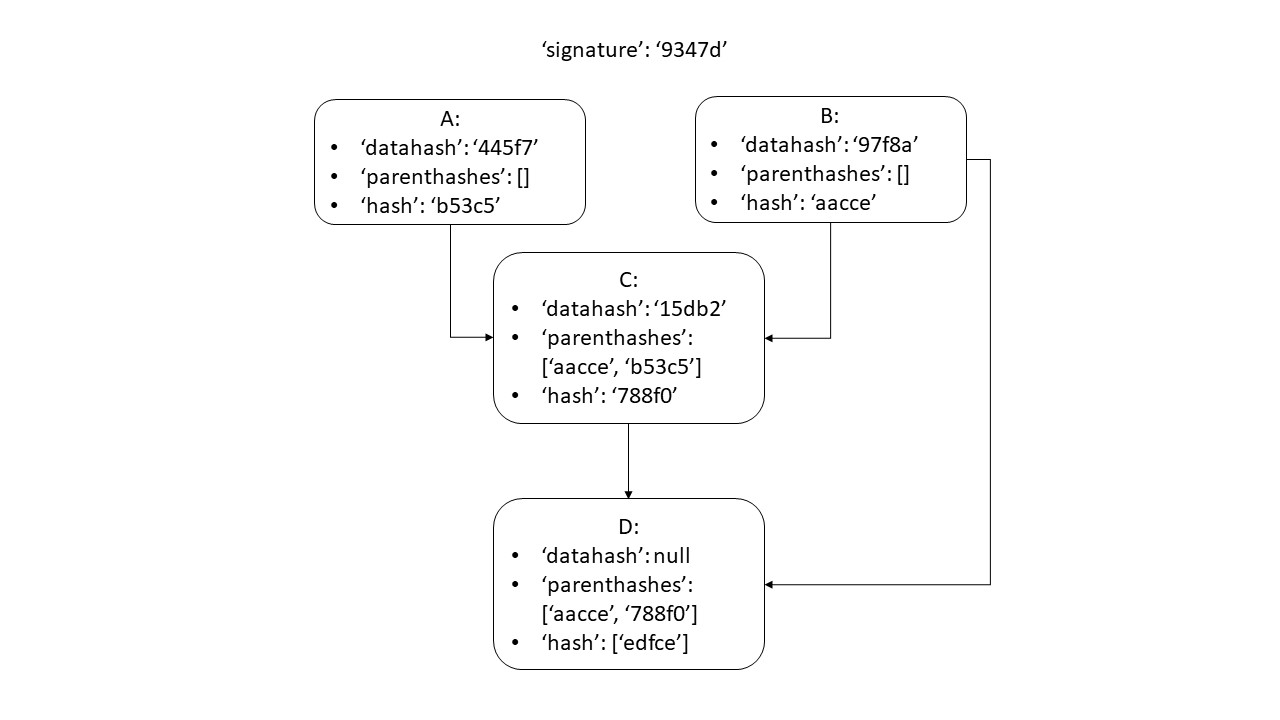 ‘signature’: ‘9347d’
A:
• ‘datahash’: ‘445f7’
• ‘parenthashes’: []
• ‘hash’: ‘b53c5’
B:
• ‘datahash’: ‘97f8a’
• ‘parenthashes’: []
• ‘hash’: ‘aacce’
C:
• ‘datahash’: ‘15db2’
• ‘parenthashes’:
[‘aacce’, ‘b53c5’]
• ‘hash’: ‘788f0’
D:
• ‘datahash’: null
• ‘parenthashes’:
[‘aacce’, ‘788f0’]
• ‘hash’: [‘edfce’]